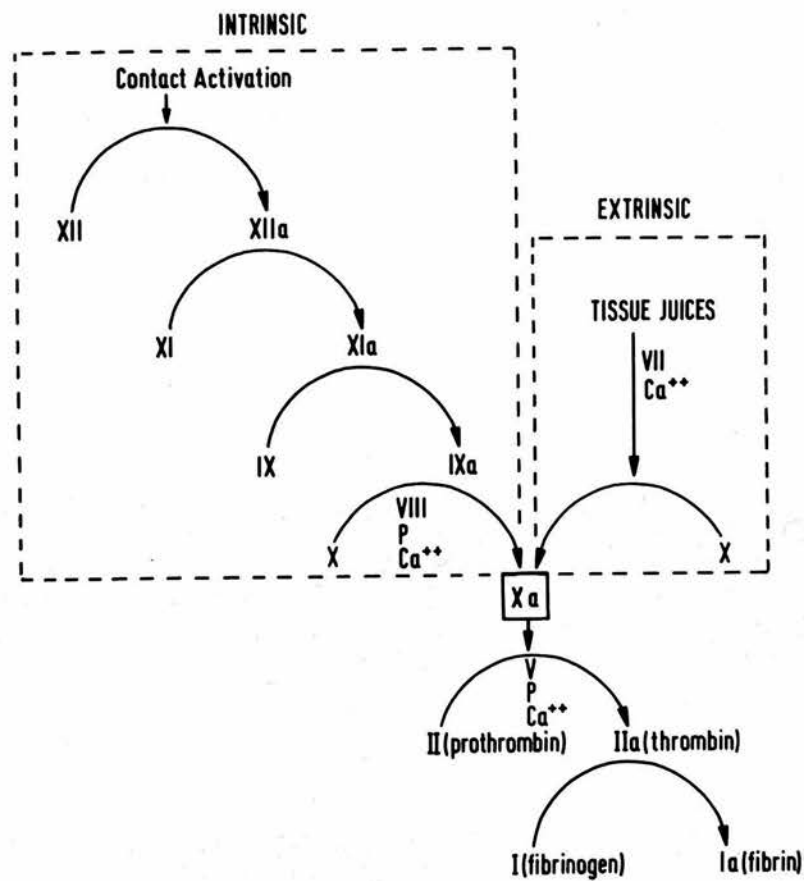 INTRINSIC
Contact Activation
XII
XIIa
EXTRINSIC
TISSUE JUICES
XI
XIa
VII
Ca⁺⁺
IX
IXa
VIII
P
Ca⁺⁺
X
X
Xa
V
P
Ca⁺⁺
II(prothrombin)
IIa(thrombin)
I(fibrinogen)
Ia(fibrin)